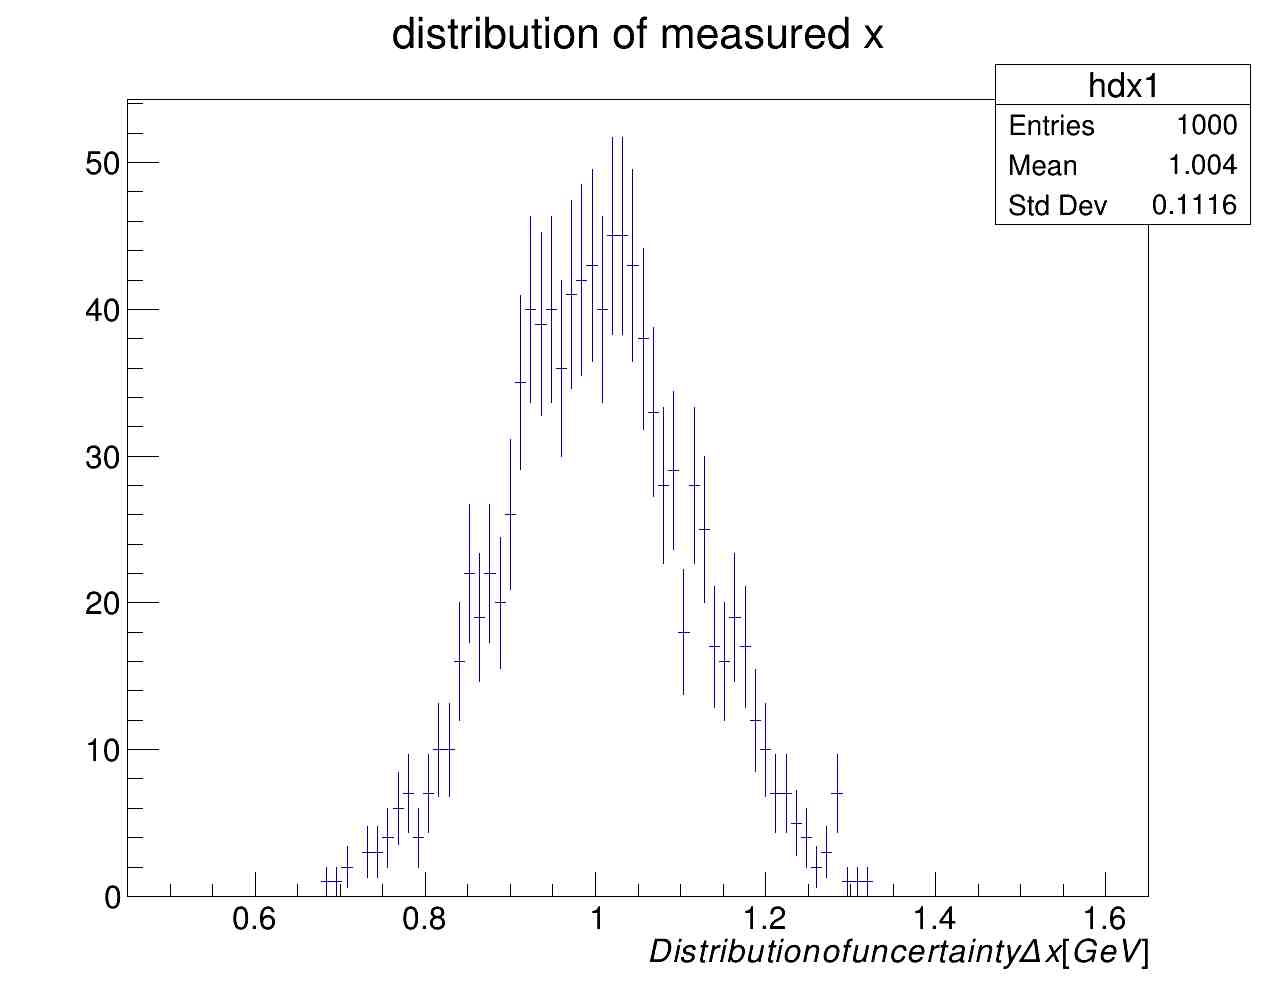 distribution of measured x
hdx1
Entries 1000
Mean 1.004
Std Dev 0.1116
50
40
30
20
10
0
0.6 0.8 1 1.2 1.4 1.6
DistributionofuncertaintyΔx[GeV]